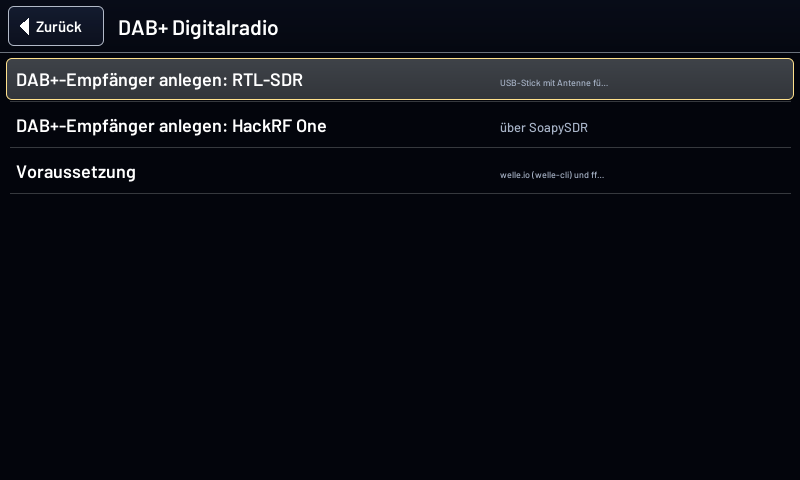 Zurück
DAB+ Digitalradio
DAB+-Empfänger anlegen: RTL-SDR
USB-Stick mit Antenne fü...
DAB+-Empfänger anlegen: HackRF One
über SoapySDR
Voraussetzung
welle.io (welle-cli) und ff...